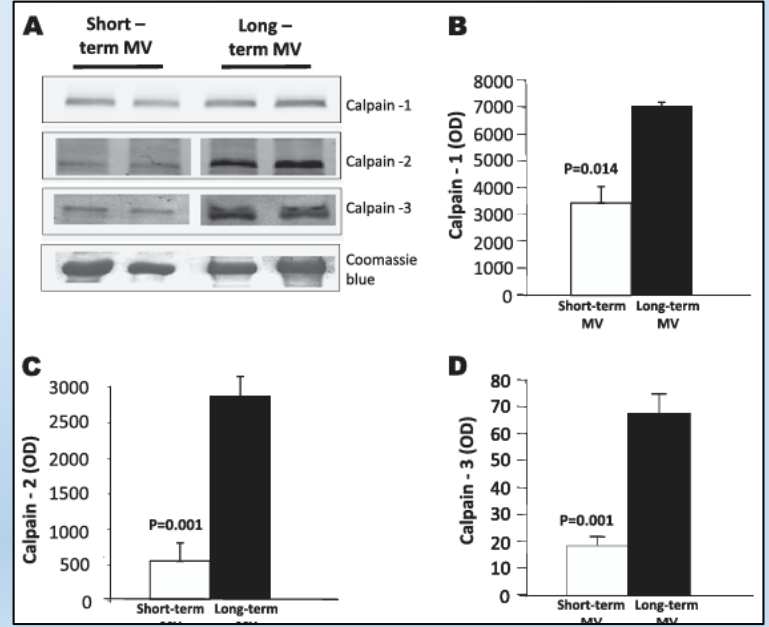 A
Short –
term MV
Long –
term MV
Calpain -1
Calpain -2
Calpain -3
Coomassie
blue
B
Calpain - 1 (OD)
8000
7000
6000
5000
4000
3000
2000
1000
0
P=0.014
Short-term
MV
Long-term
MV
C
Calpain - 2 (OD)
3000
2500
2000
1500
1000
500
0
P=0.001
Short-term
MV
Long-term
MV
D
Calpain - 3 (OD)
80
70
60
50
40
30
20
10
0
P=0.001
Short-term
MV
Long-term
MV